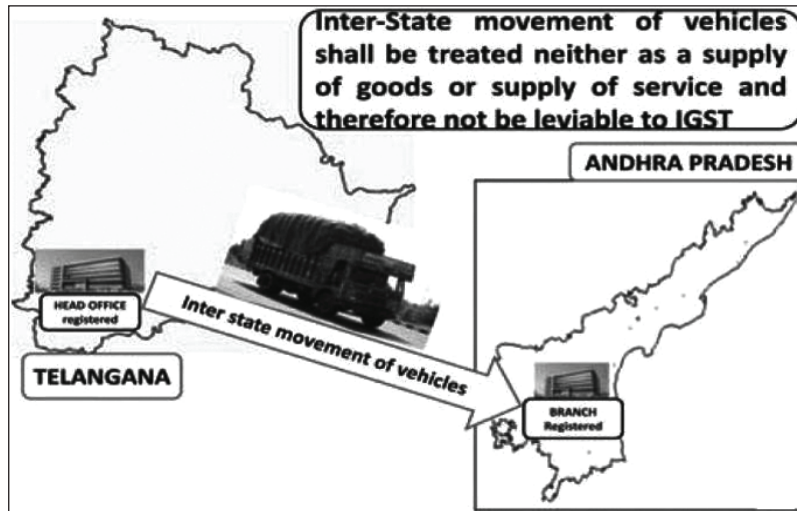 Inter-State movement of vehicles
shall be treated neither as a supply
of goods or supply of service and
therefore not be leviable to IGST
ANDHRA PRADESH
HEAD OFFICE
registered
Inter state movement of vehicles
TELANGANA
BRANCH
Registered